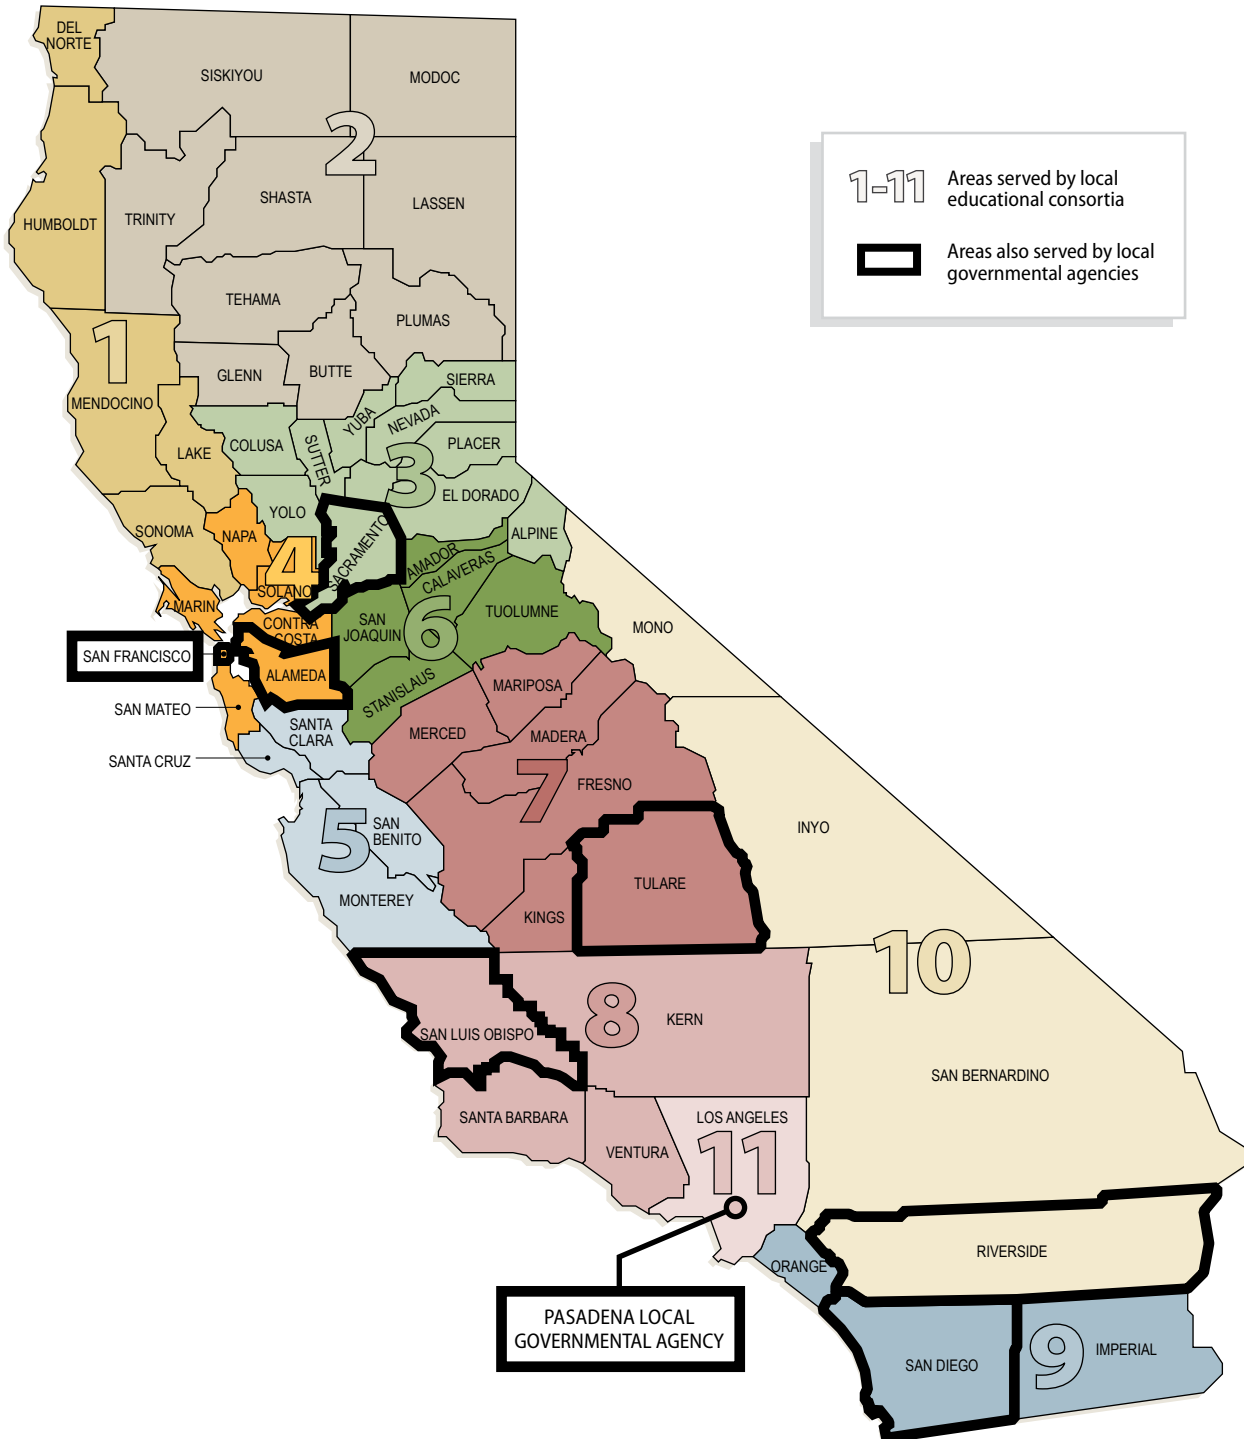 DEL
NORTE
SISKIYOU
MODOC
2
HUMBOLDT
TRINITY
SHASTA
LASSEN
TEHAMA
PLUMAS
1
MENDOCINO
GLENN
BUTTE
SIERRA
YUBA
NEVADA
COLUSA
SUTTER
LAKE
PLACER
3
EL DORADO
YOLO
SONOMA
NAPA
SACRAMENTO
ALPINE
4
SOLANO
AMADOR
CALAVERAS
MARIN
CONTRA
COSTA
SAN
JOAQUIN
6
TUOLUMNE
MONO
SAN FRANCISCO
ALAMEDA
STANISLAUS
MARIPOSA
SAN MATEO
SANTA
CLARA
MERCED
MADERA
SANTA CRUZ
7
FRESNO
5
SAN
BENITO
INYO
MONTEREY
TULARE
KINGS
10
8
KERN
SAN LUIS OBISPO
SAN BERNARDINO
SANTA BARBARA
VENTURA
LOS ANGELES
11
ORANGE
RIVERSIDE
PASADENA LOCAL
GOVERNMENTAL AGENCY
SAN DIEGO
9
IMPERIAL
1-11
Areas served by local
educational consortia
Areas also served by local
governmental agencies